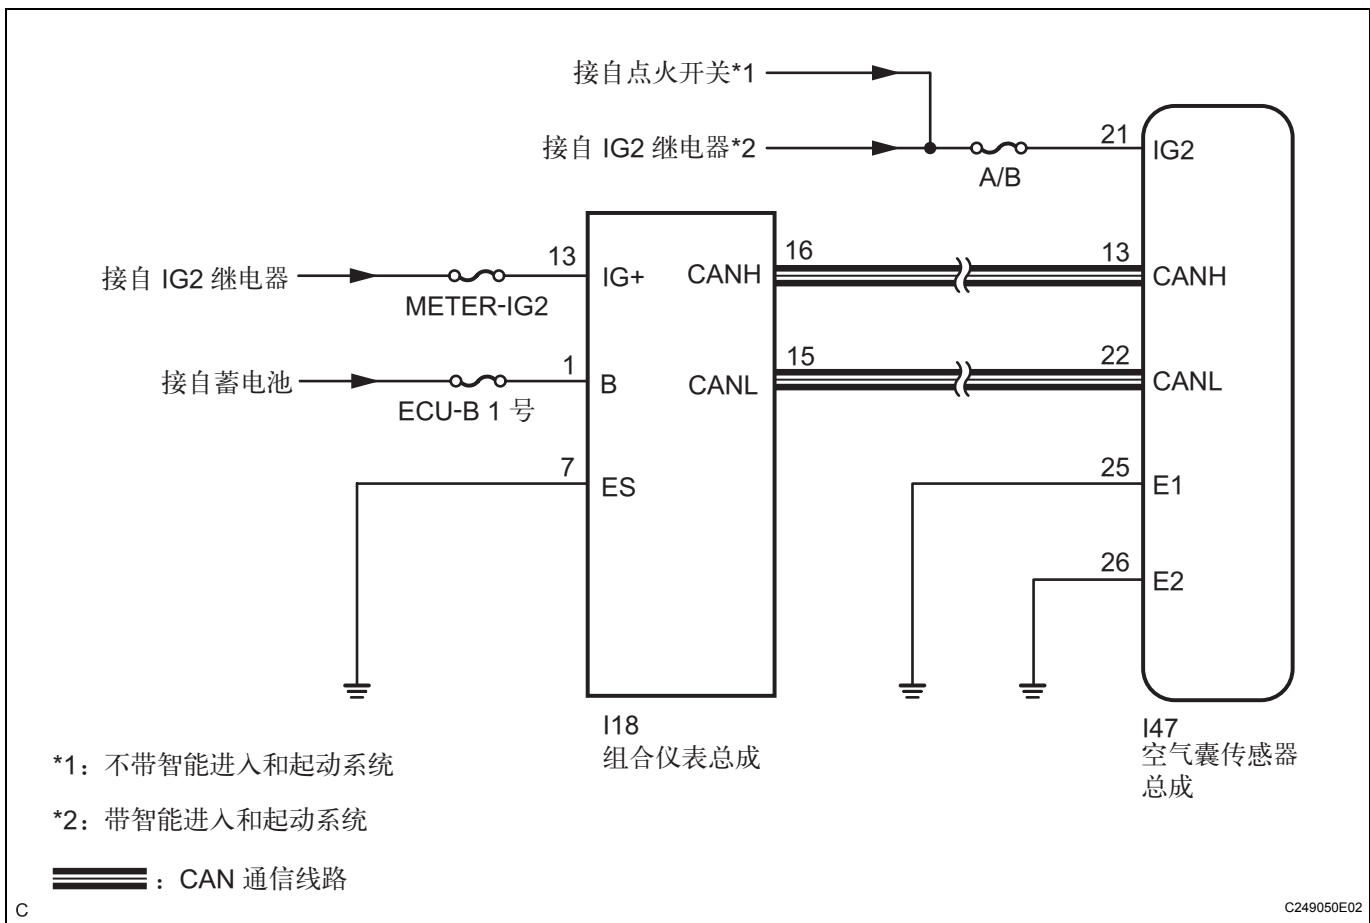 接自点火开关*1
接自 IG2 继电器*2
21
IG2
A/B
接自 IG2 继电器
13
IG+
METER-IG2
CANH
16
13
CANH
接自蓄电池
1
B
ECU-B 1 号
CANL
15
22
CANL
7
ES
25
E1
26
E2
I18
组合仪表总成
I47
空气囊传感器
总成
*1：不带智能进入和起动系统
*2：带智能进入和起动系统
：CAN 通信线路
C
C249050E02